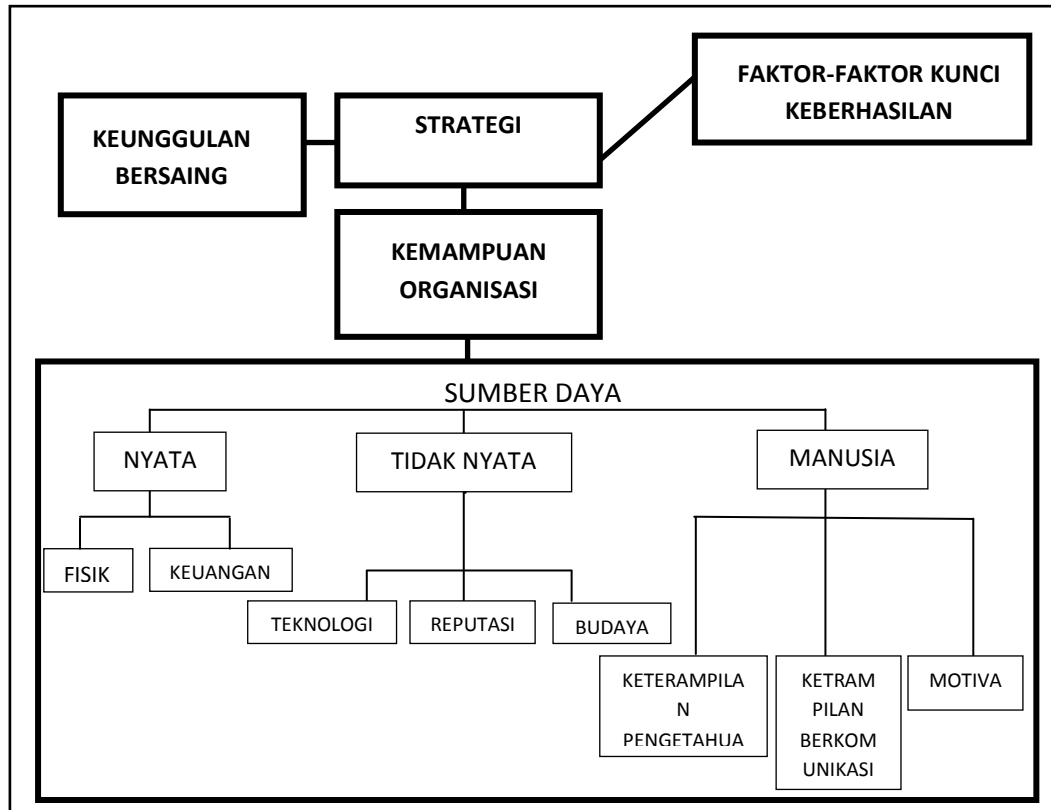 FAKTOR-FAKTOR KUNCI
KEBERHASILAN
STRATEGI
KEUNGGULAN
BERSAING
KEMAMPUAN
ORGANISASI
SUMBER DAYA
NYATA
TIDAK NYATA
MANUSIA
FISIK
KEUANGAN
TEKNOLOGI
REPUTASI
BUDAYA
KETERAMPILA
N
PENGETAHUA
KETRAM
PILAN
BERKOM
UNIKASI
MOTIVA